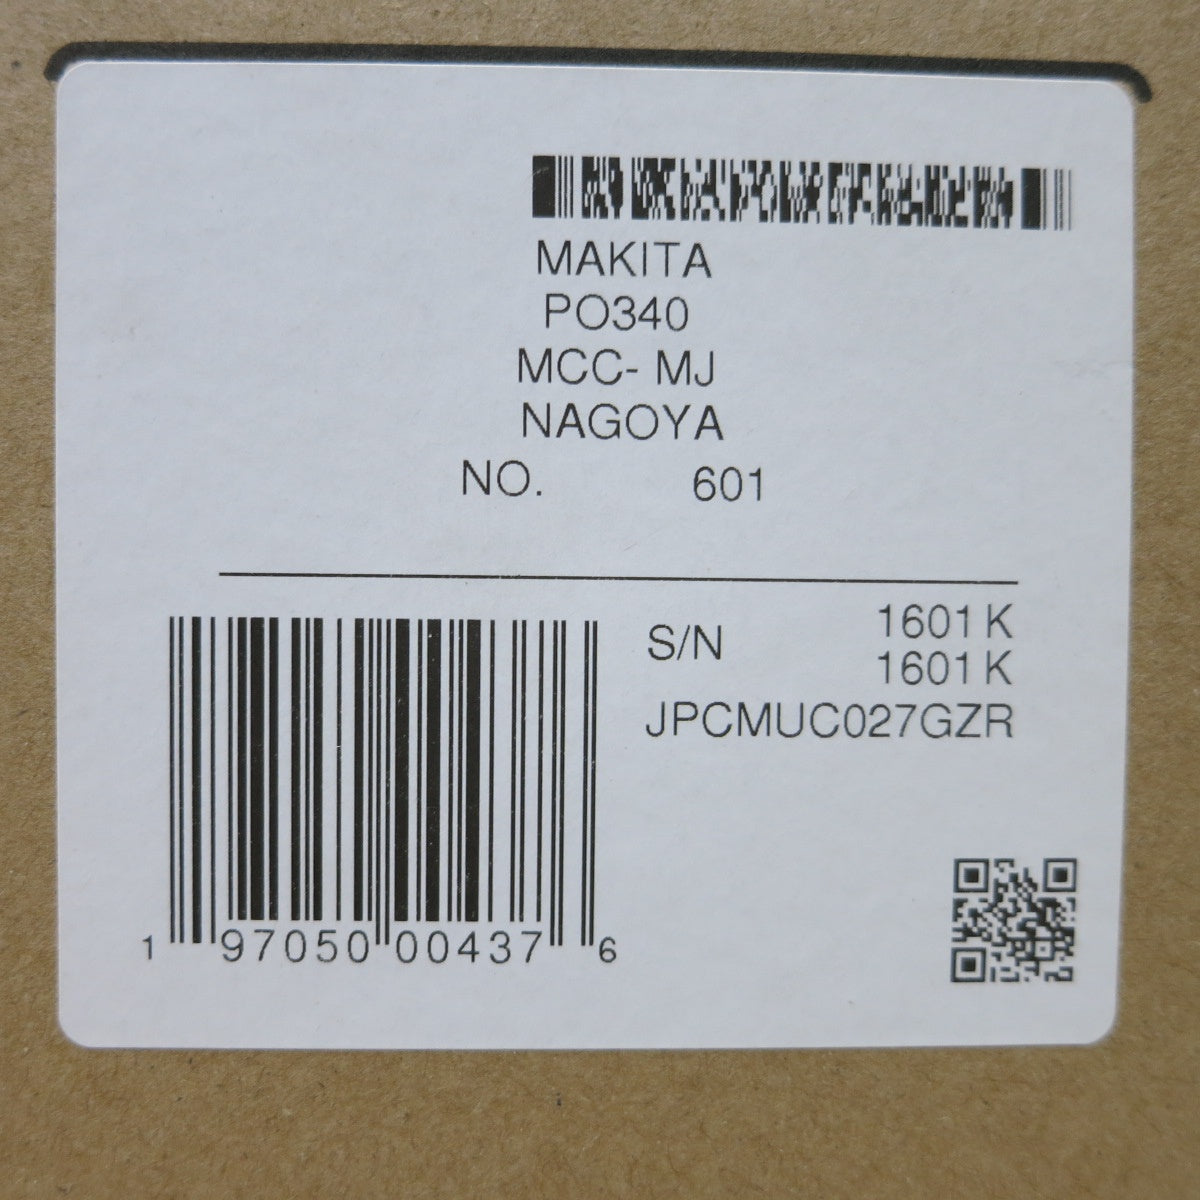 MAKITA
PO340
MCC- MJ
NAGOYA
NO. 601
S/N 1601 K
1601 K
JPCMUC027GZR
1 97050 00437 6